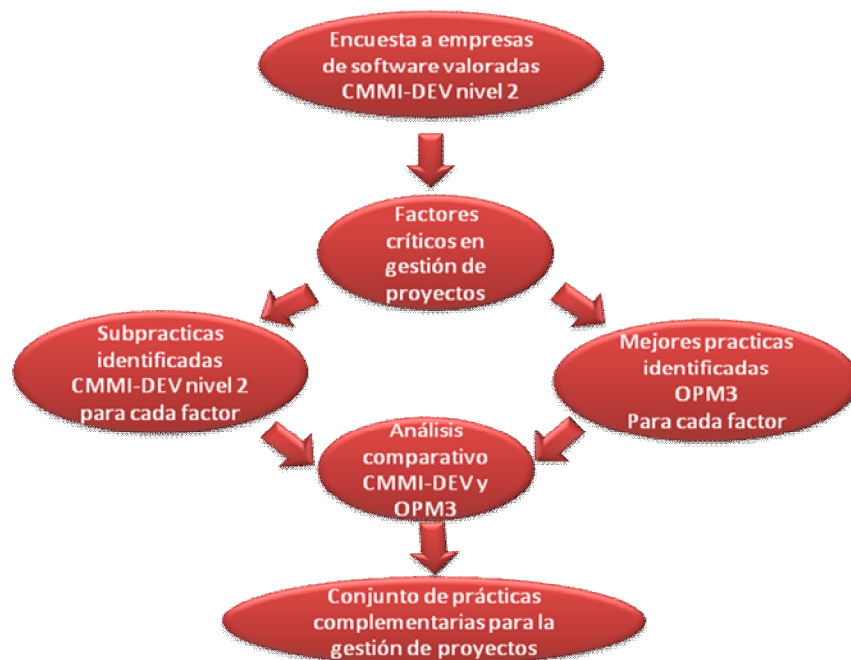 Encuesta a empresas
de software valoradas
CMMI-DEV nivel 2
Factores
críticos en
gestión de
proyectos
Subpracticas
identificadas
CMMI-DEV nivel 2
para cada factor
Mejores practicas
identificadas
OPM3
Para cada factor
Análisis
comparativo
CMMI-DEV y
OPM3
Conjunto de prácticas
complementarias para la
gestión de proyectos